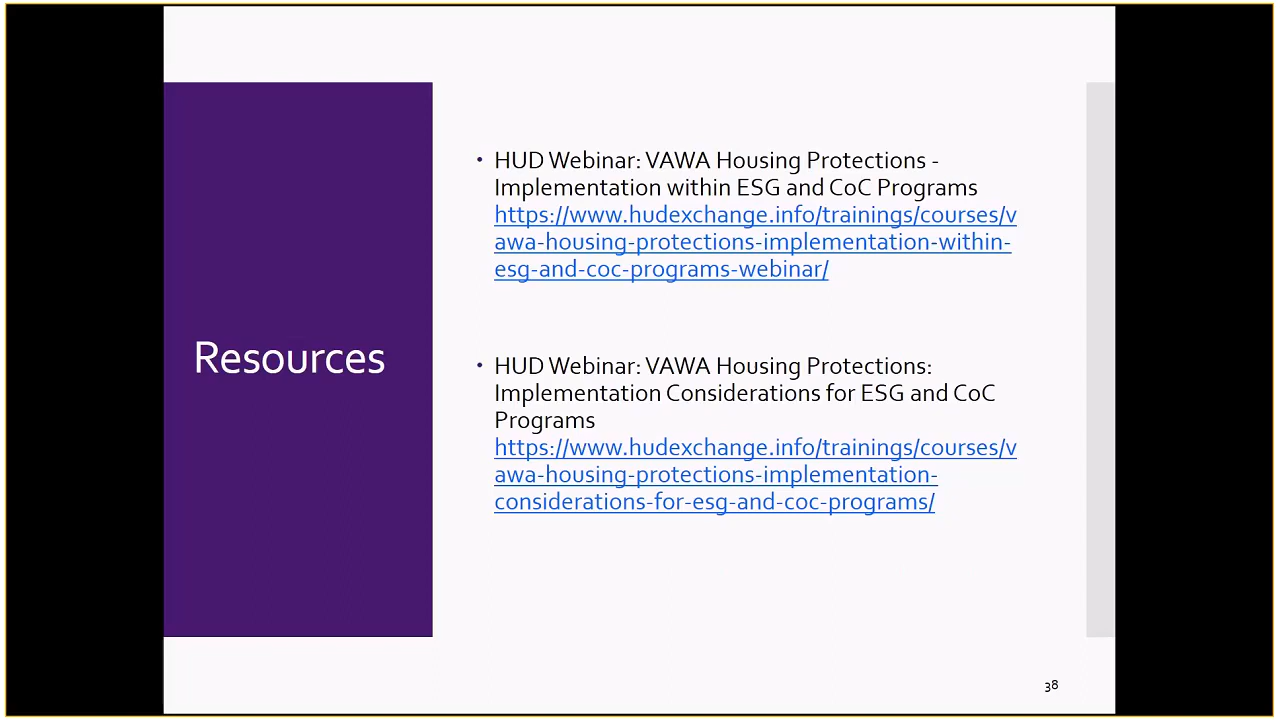 Resources
• HUD Webinar: VAWA Housing Protections -
Implementation within ESG and CoC Programs
https://www.hudexchange.info/trainings/courses/v
awa-housing-protections-implementation-within-
esg-and-coc-programs-webinar/
• HUD Webinar: VAWA Housing Protections:
Implementation Considerations for ESG and CoC
Programs
https://www.hudexchange.info/trainings/courses/v
awa-housing-protections-implementation-
considerations-for-esg-and-coc-programs/
38